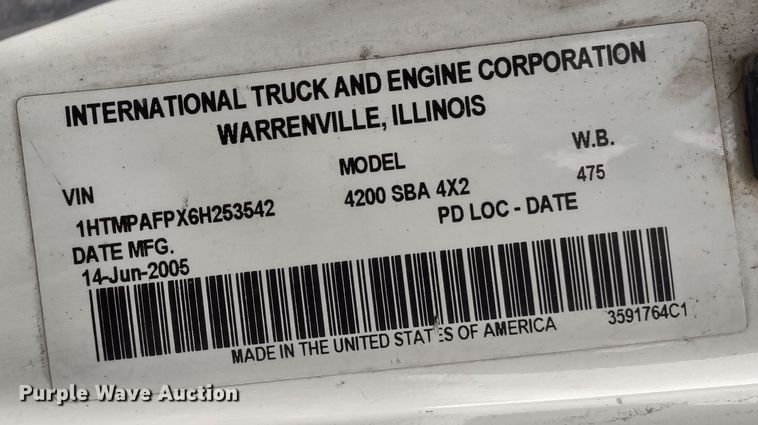 INTERNATIONAL TRUCK AND ENGINE CORPORATION
WARRENVILLE, ILLINOIS
VIN MODEL W.B.
1HTMPAFPX6H253542 4200 SBA 4X2 475
DATE MFG. PD LOC - DATE
14-Jun-2005
MADE IN THE UNITED STATES OF AMERICA 3591764C1
Purple Wave Auction